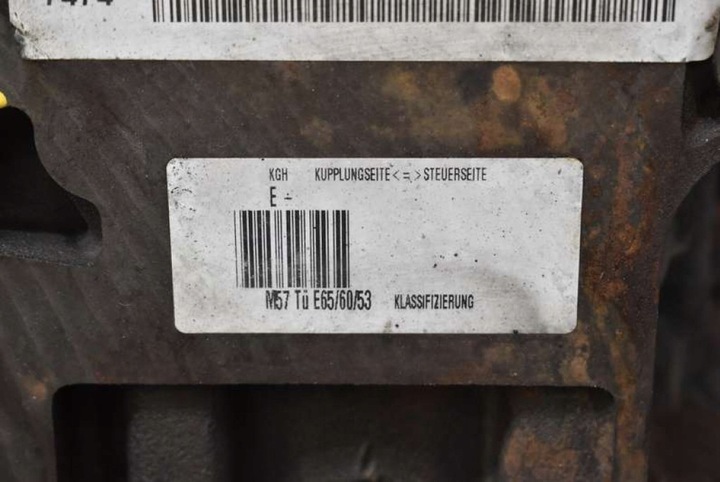 KGH KUPPLUNGSEITE<=>STEUERSEITE
E -
M57 Tü E65/60/53 KLASSIFIZIERUNG